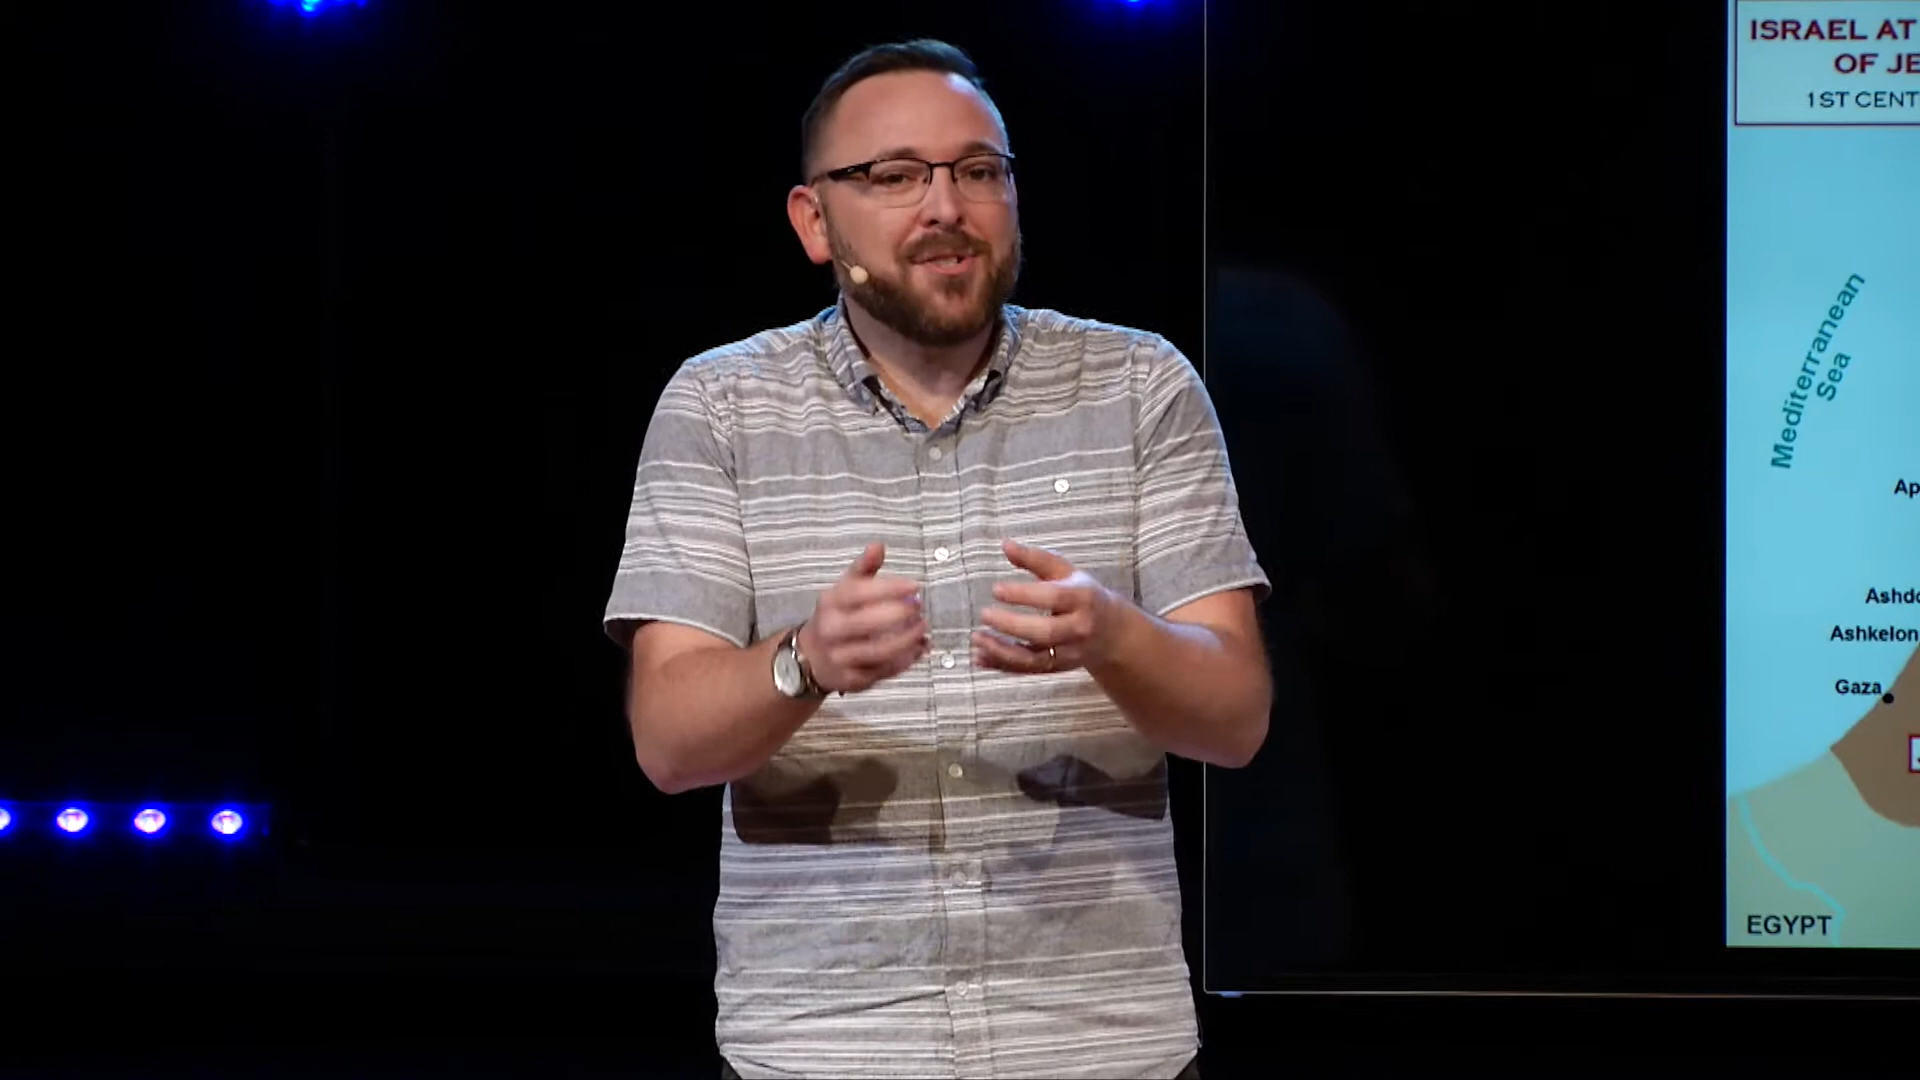 ISRAEL AT
OF JE
1ST CENT
Mediterranean
Sea
Ap
Ashdo
Ashkelon
Gaza
EGYPT